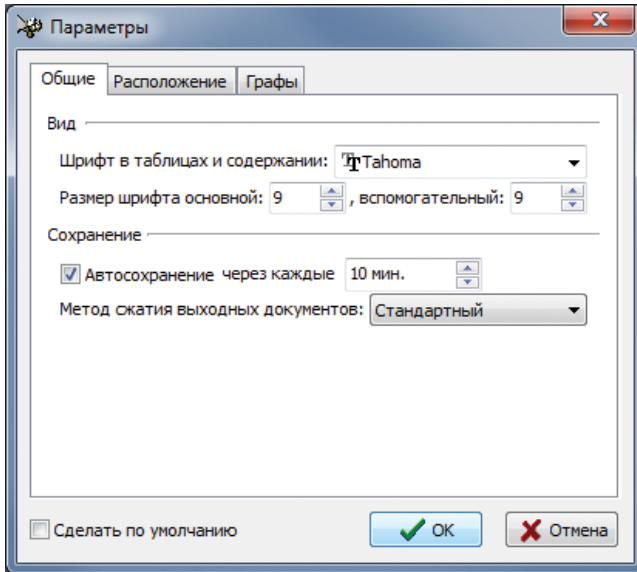 Параметры
Общие Расположение Графы
Вид
Шрифт в таблицах и содержании: Tahoma
Размер шрифта основной: 9 , вспомогательный: 9
Сохранение
Автосохранение через каждые 10 мин.
Метод сжатия выходных документов: Стандартный
Сделать по умолчанию OK Отмена